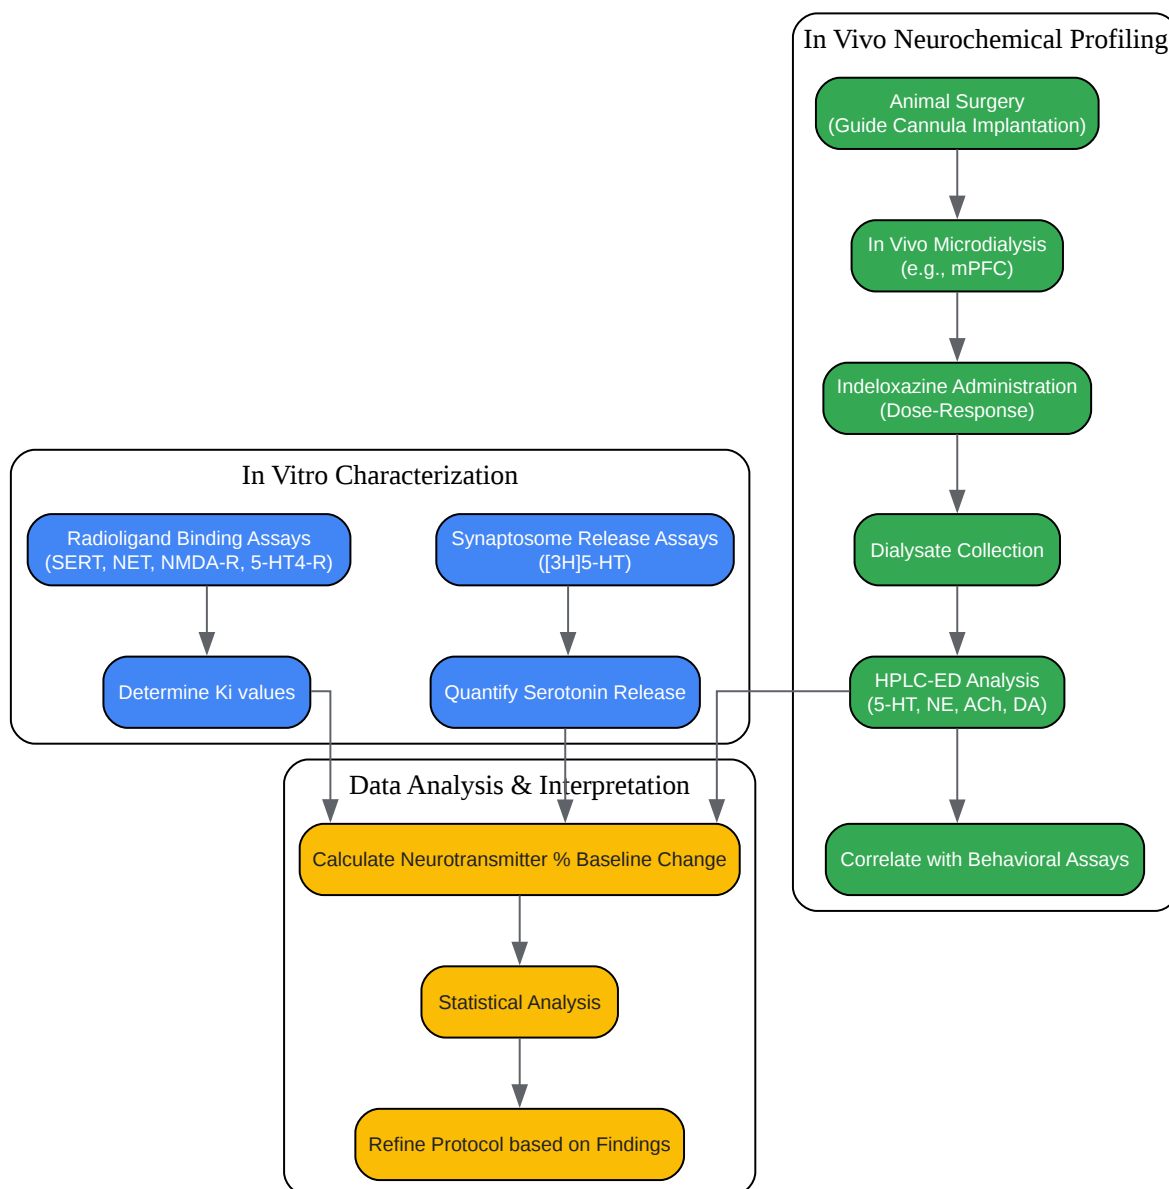 In Vivo Neurochemical Profiling
Animal Surgery
(Guide Cannula Implantation)
In Vivo Microdialysis
(e.g., mPFC)
Indeloxazine Administration
(Dose-Response)
Dialysate Collection
HPLC-ED Analysis
(5-HT, NE, ACh, DA)
Correlate with Behavioral Assays
In Vitro Characterization
Radioligand Binding Assays
(SERT, NET, NMDA-R, 5-HT4-R)
Synaptosome Release Assays
([3H]5-HT)
Determine Ki values
Quantify Serotonin Release
Data Analysis & Interpretation
Calculate Neurotransmitter % Baseline Change
Statistical Analysis
Refine Protocol based on Findings